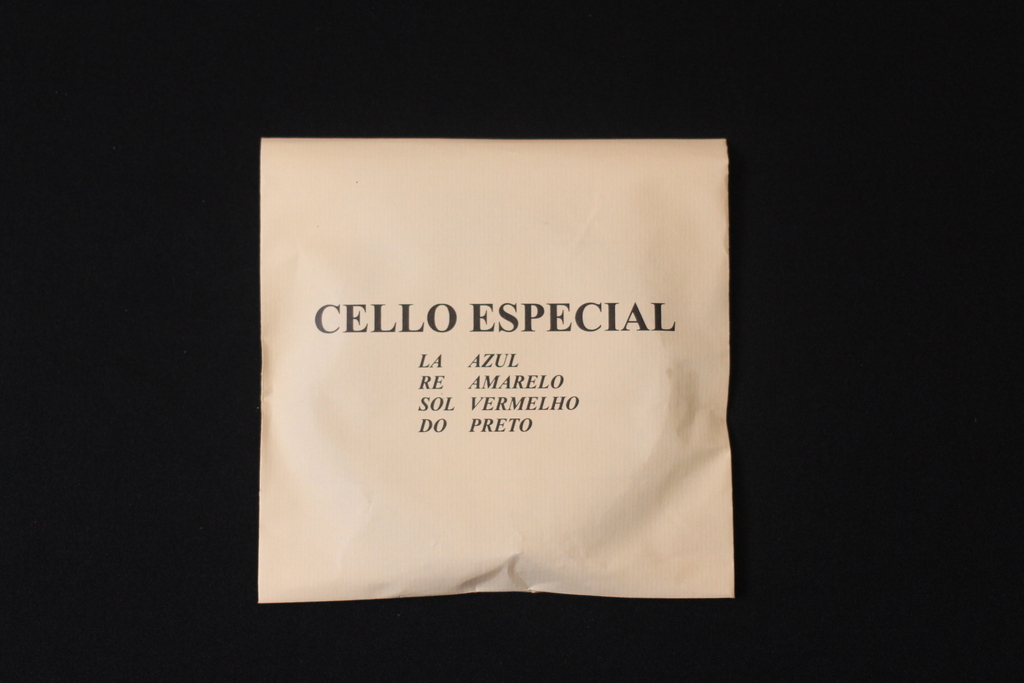 CELLO ESPECIAL
LA AZUL
RE AMARELO
SOL VERMELHO
DO PRETO